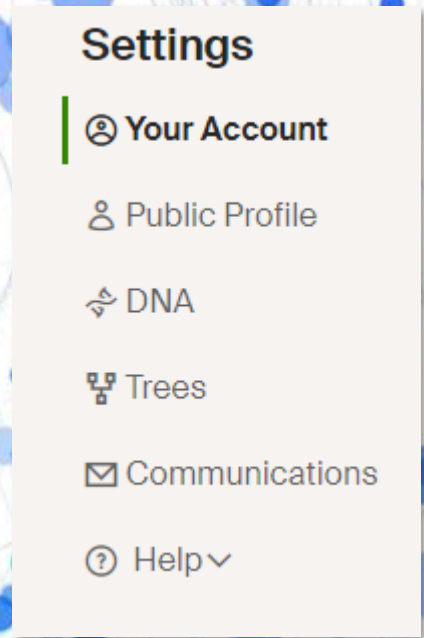 Settings
Your Account
Public Profile
DNA
Trees
Communications
Help